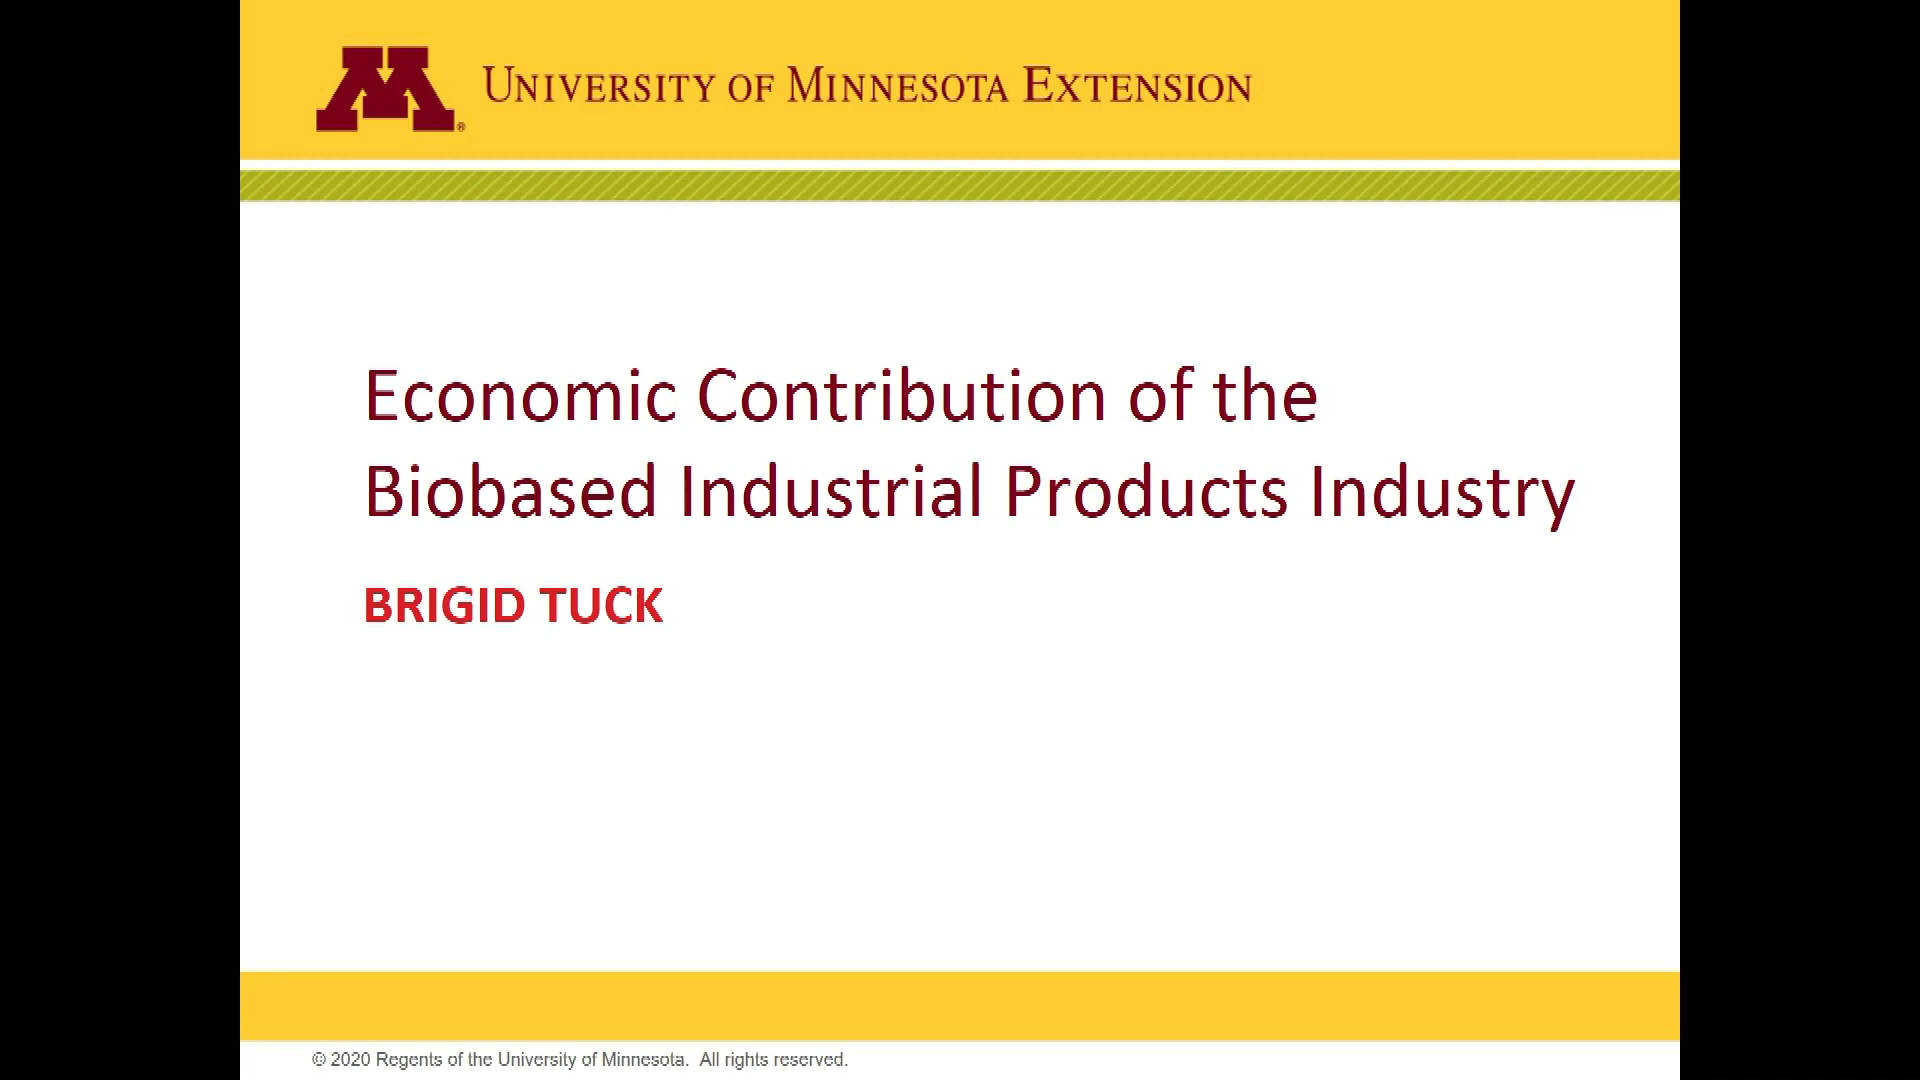 M®
UNIVERSITY OF MINNESOTA EXTENSION
Economic Contribution of the
Biobased Industrial Products Industry
BRIGID TUCK
© 2020 Regents of the University of Minnesota. All rights reserved.